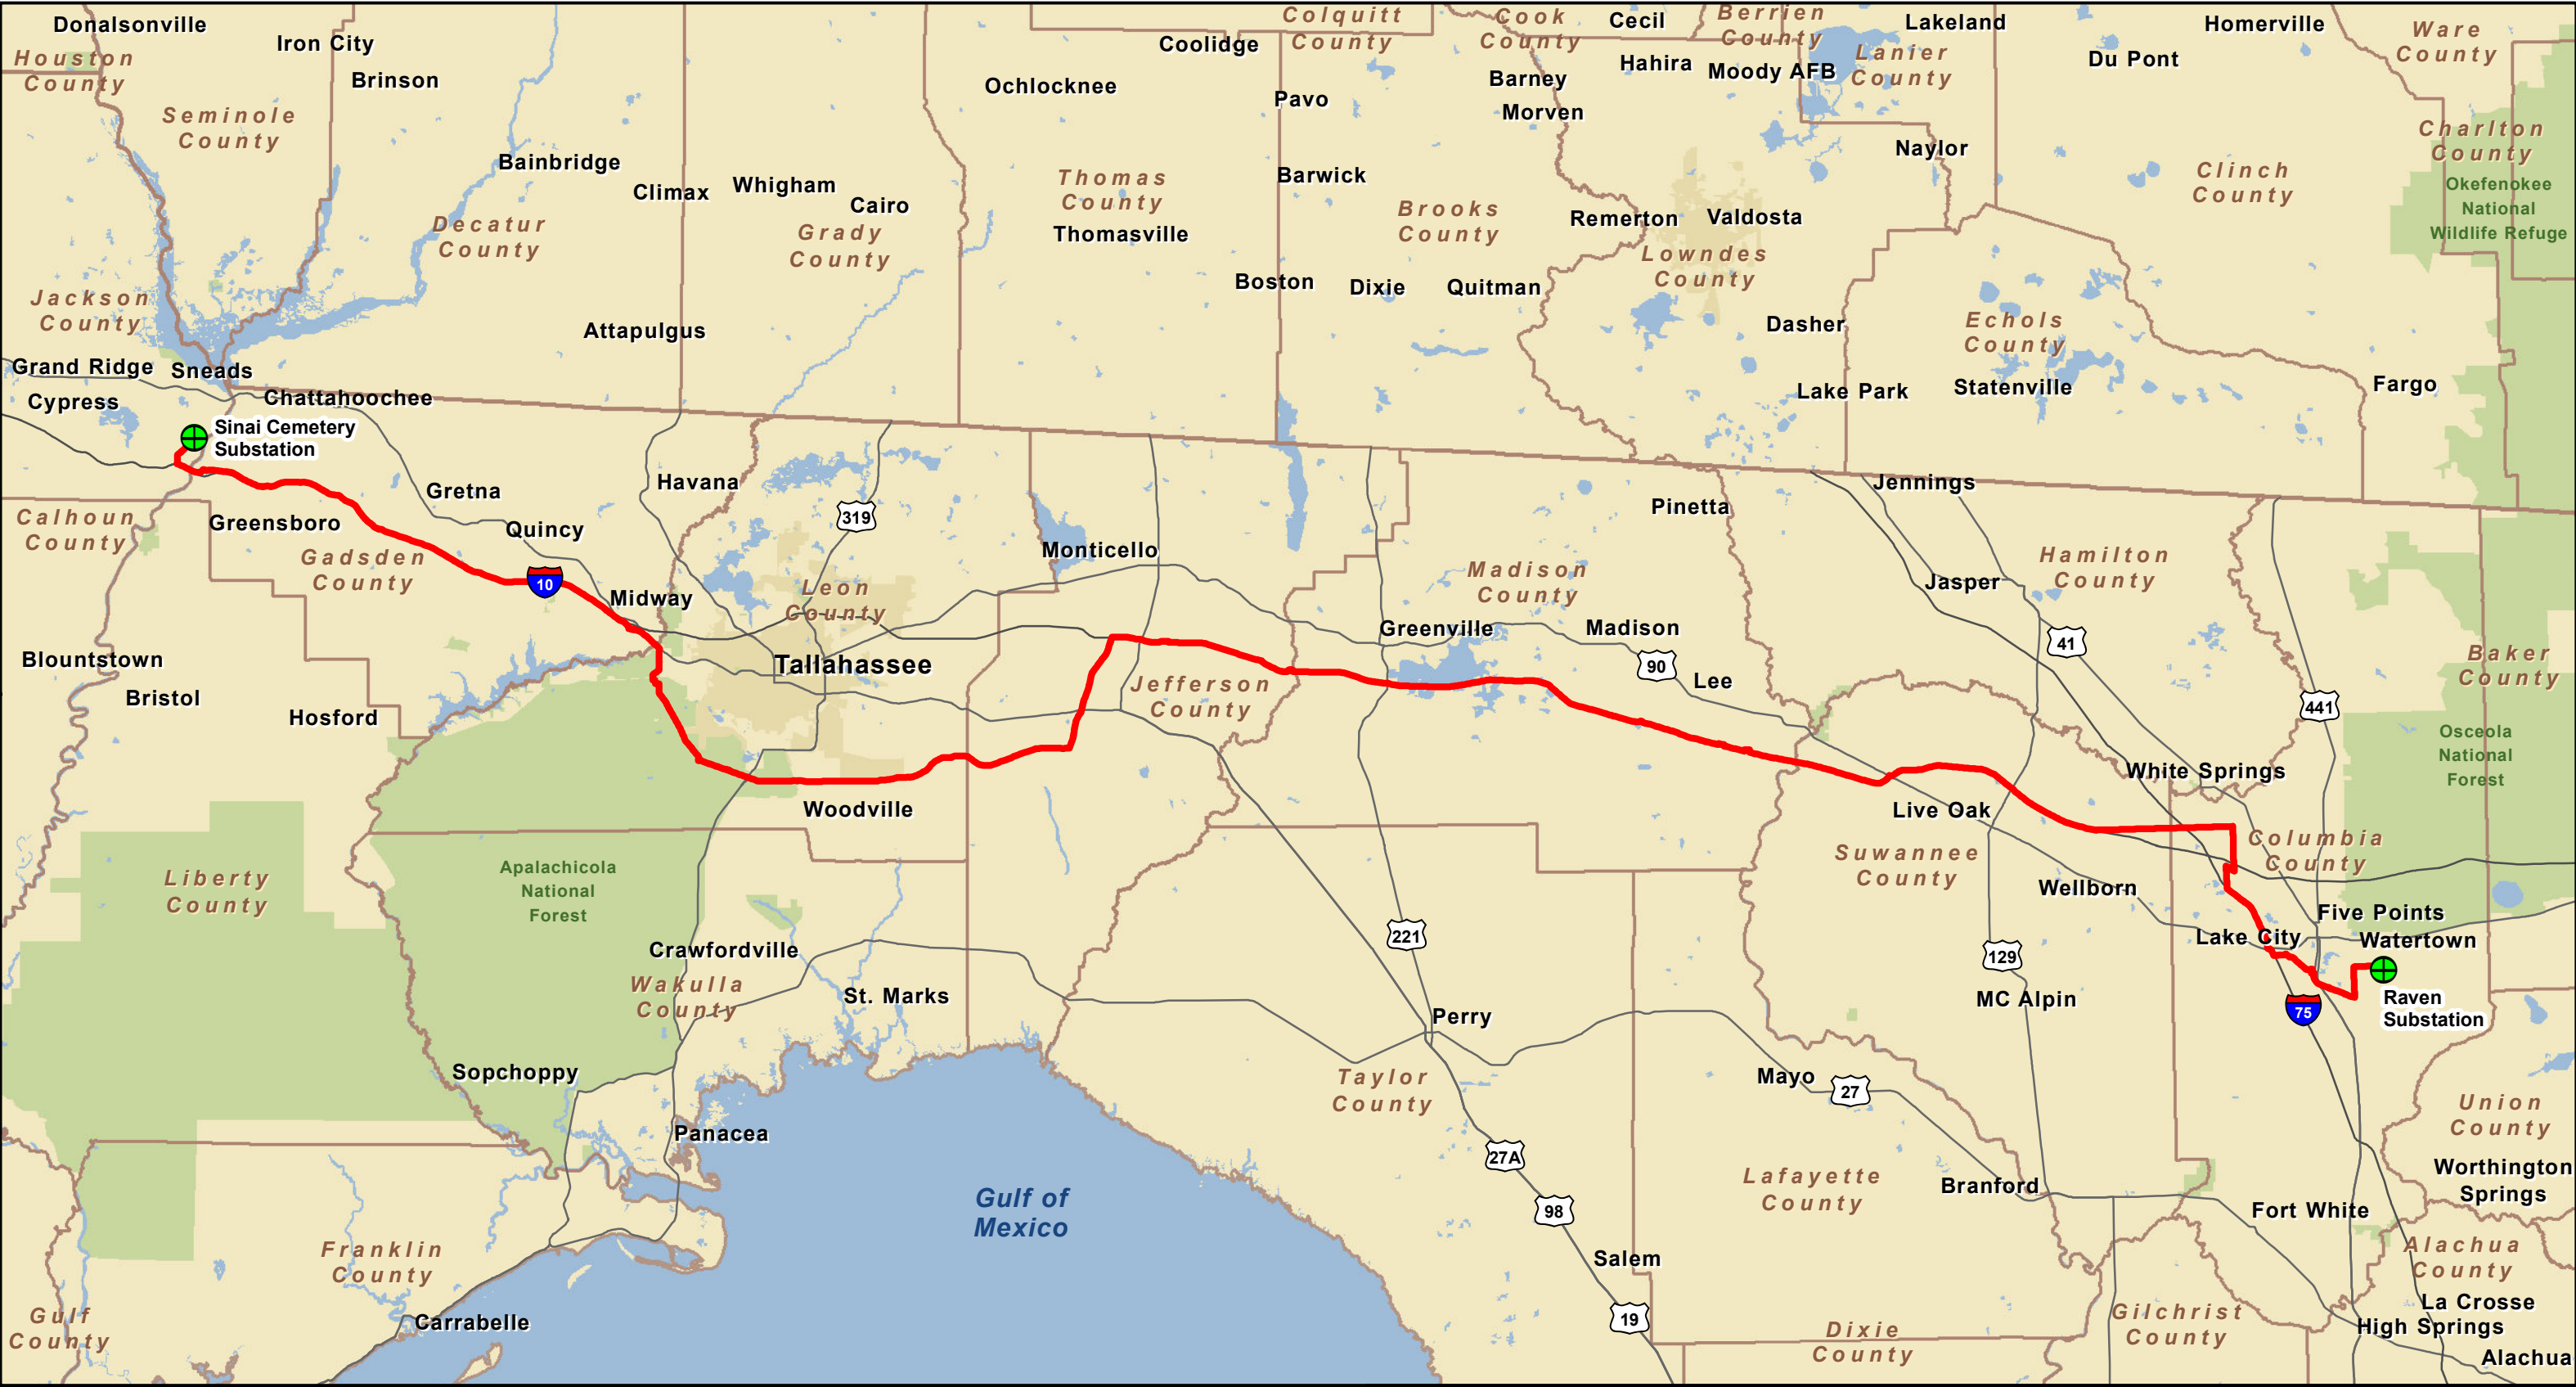 Donalsonville
Iron City
Brinson
Houston
County
Seminole
County
Bainbridge
Climax
Whigham
Cairo
Decatur
County
Grady
County
Jackson
County
Attapulgus
Coolidge
Ochlocknee
Colquitt
County
Pavo
Thomas
County
Thomasville
Barwick
Boston
Dixie
Quitman
Brooks
County
Cook
County
Barney
Morven
Cecil
Hahira
Berrien
County
Moody AFB
Lanier
County
Lakeland
Naylor
Remerton
Valdosta
Lowndes
County
Dasher
Lake Park
Echols
County
Statenville
Homerville
Du Pont
Ware
County
Charlton
County
Clinch
County
Okefenokee
National
Wildlife Refuge
Fargo
Grand Ridge
Sneads
Cypress
Chattahoochee
Sinai Cemetery
Substation
Calhoun
County
Greensboro
Gretna
Quincy
Gadsden
County
10
Midway
Havana
319
Leon
County
Tallahassee
Monticello
Jefferson
County
Blountstown
Bristol
Hosford
Woodville
Madison
County
Greenville
Madison
90
Lee
Pinetta
Jennings
Jasper
Hamilton
County
41
441
Baker
County
Osceola
National
Forest
White Springs
Live Oak
Suwannee
County
Wellborn
Columbia
County
Five Points
Lake City
Watertown
Raven
Substation
75
Liberty
County
Apalachicola
National
Forest
Crawfordville
Wakulla
County
St. Marks
Sopchoppy
Panacea
221
129
MC Alpin
Perry
Taylor
County
Mayo
27
27A
98
Salem
19
Lafayette
County
Branford
Union
County
Worthington
Springs
Fort White
Alachua
County
La Crosse
High Springs
Alachua
Gilchrist
County
Dixie
County
Gulf of
Mexico
Franklin
County
Gulf
County
Carrabelle